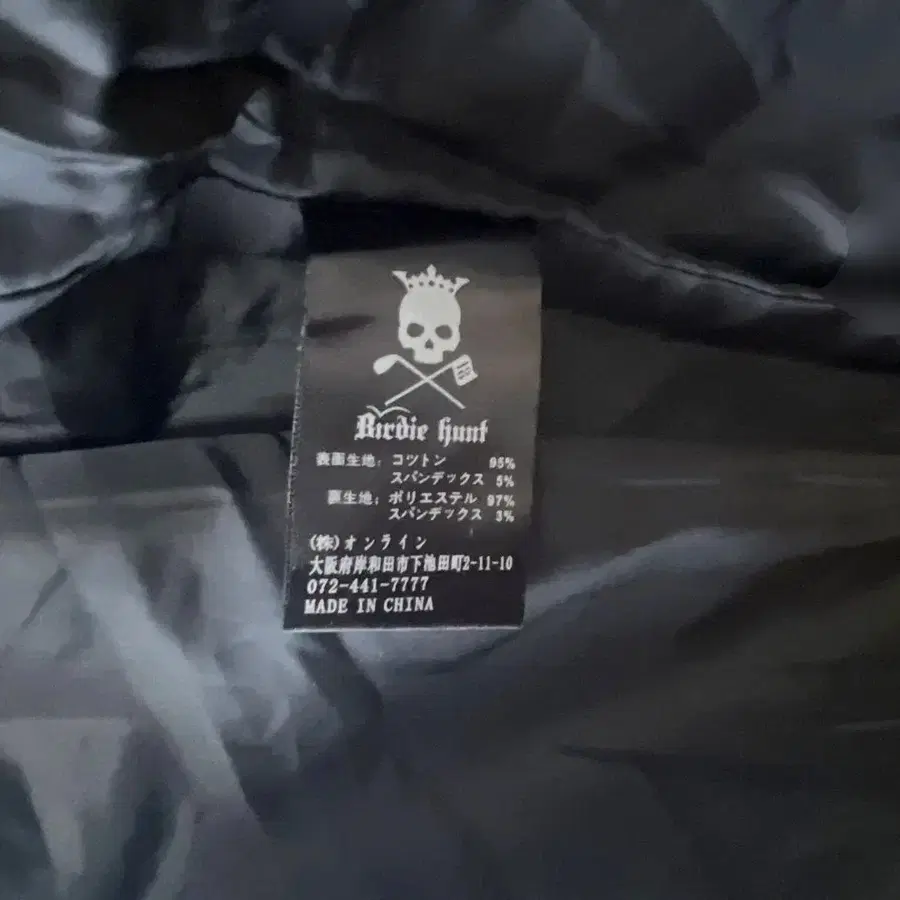 Birdie hunt
表面生地: コツトン 95%
スパンデックス 5%
裏生地: ポリエステル 97%
スパンデックス 3%
(株)オンライン
大阪府岸和田市下池田町2-11-10
072-441-7777
MADE IN CHINA